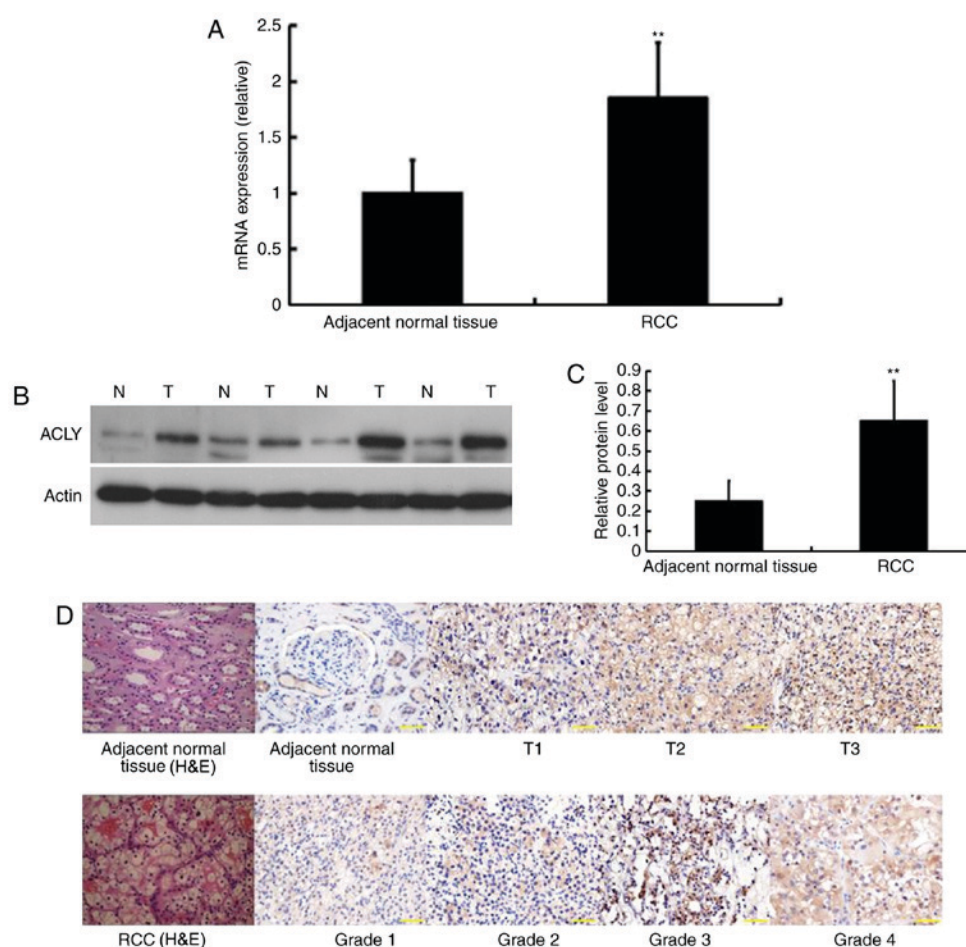 A
mRNA expression (relative)
2.5
2
1.5
1
0.5
0
**
Adjacent normal tissue
RCC
B
N T N T N T N T
ACLY
Actin
C
Relative protein level
0.9
0.8
0.7
0.6
0.5
0.4
0.3
0.2
0.1
0
**
Adjacent normal tissue
RCC
D
Adjacent normal
tissue (H&E)
Adjacent normal
tissue
T1
T2
T3
RCC (H&E)
Grade 1
Grade 2
Grade 3
Grade 4